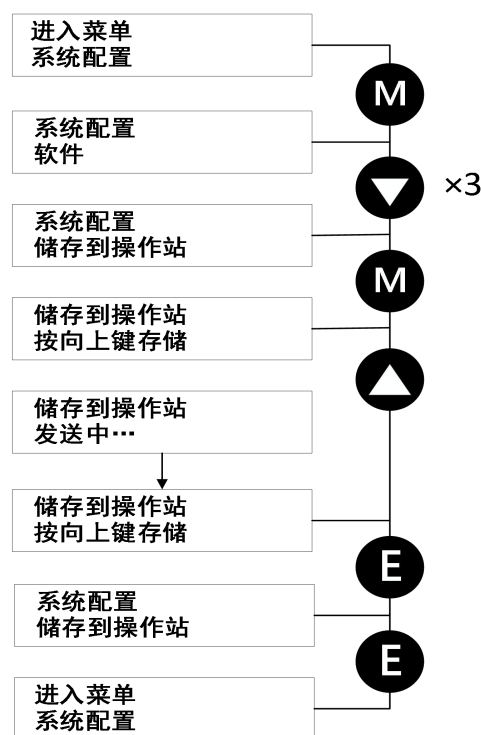 进入菜单
系统配置
M
系统配置
软件
×3
系统配置
储存到操作站
M
储存到操作站
按向上键存储
储存到操作站
发送中…
储存到操作站
按向上键存储
E
系统配置
储存到操作站
E
进入菜单
系统配置